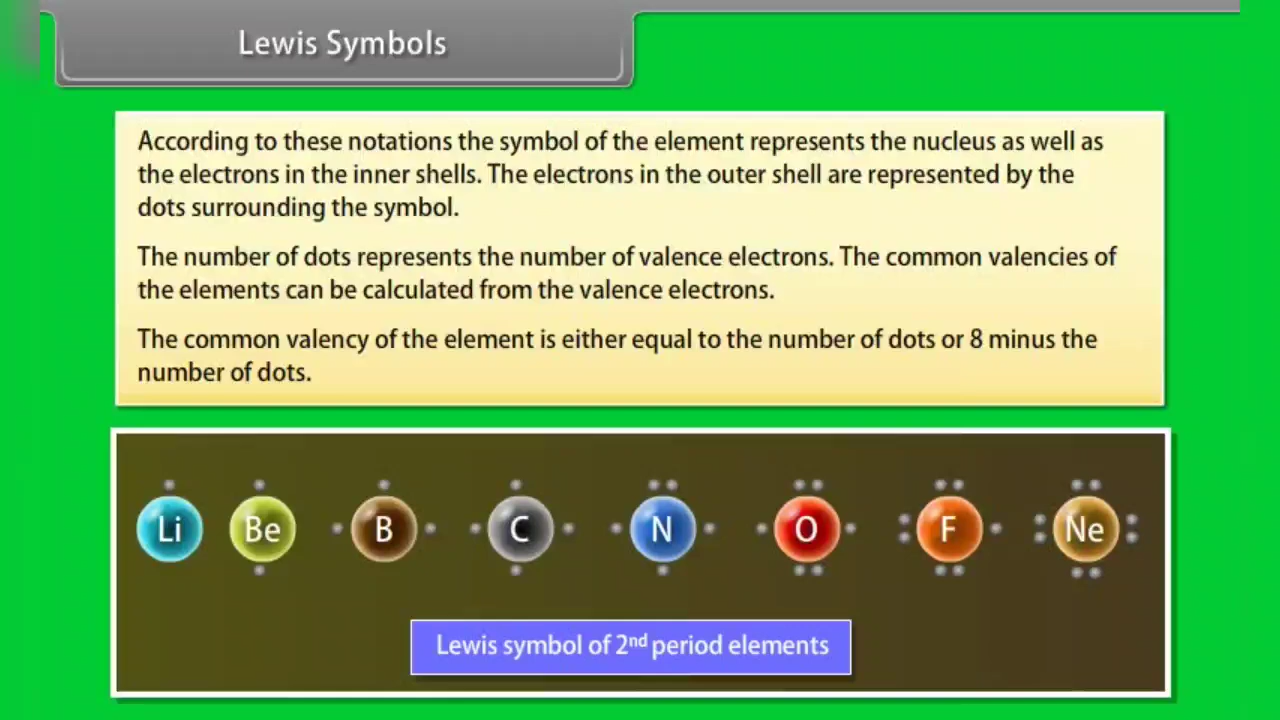 Lewis Symbols
According to these notations the symbol of the element represents the nucleus as well as
the electrons in the inner shells. The electrons in the outer shell are represented by the
dots surrounding the symbol.
The number of dots represents the number of valence electrons. The common valencies of
the elements can be calculated from the valence electrons.
The common valency of the element is either equal to the number of dots or 8 minus the
number of dots.
Li Be B C N O F Ne
Lewis symbol of 2nd period elements